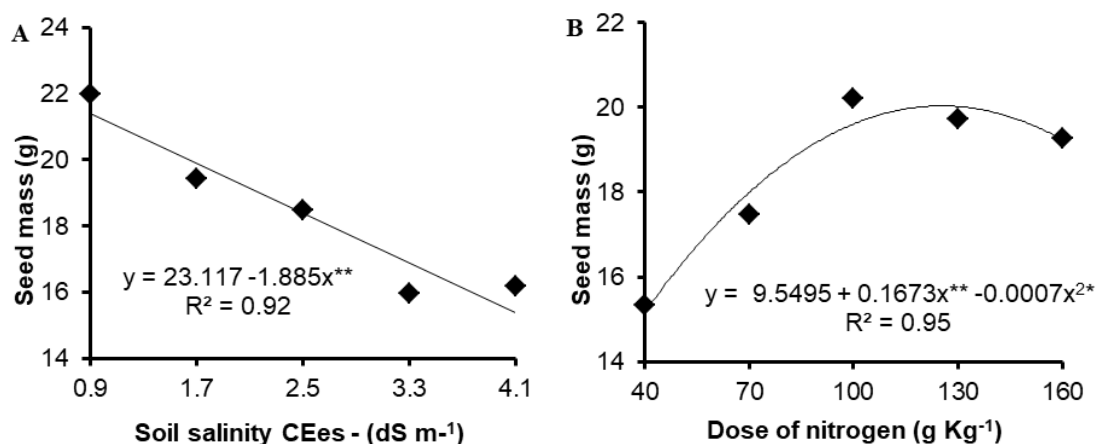 A
Seed mass (g)
24
22
20
18
16
14
0.9 1.7 2.5 3.3 4.1
y = 23.117 -1.885x**
R² = 0.92
Soil salinity CEes - (dS m-¹)
B
Seed mass (g)
22
20
18
16
14
40 70 100 130 160
y = 9.5495 + 0.1673x** -0.0007x²*
R² = 0.95
Dose of nitrogen (g Kg⁻¹)